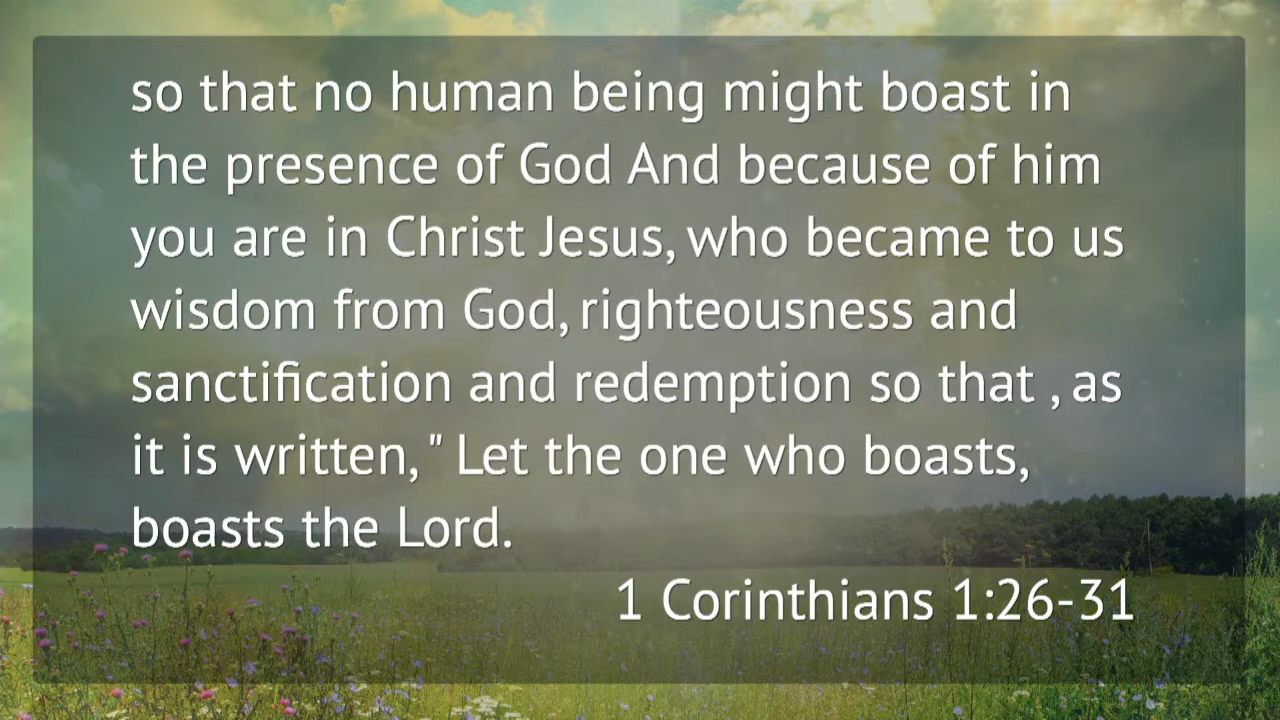 so that no human being might boast in
the presence of God And because of him
you are in Christ Jesus, who became to us
wisdom from God, righteousness and
sanctification and redemption so that , as
it is written, " Let the one who boasts,
boasts the Lord.
1 Corinthians 1:26-31